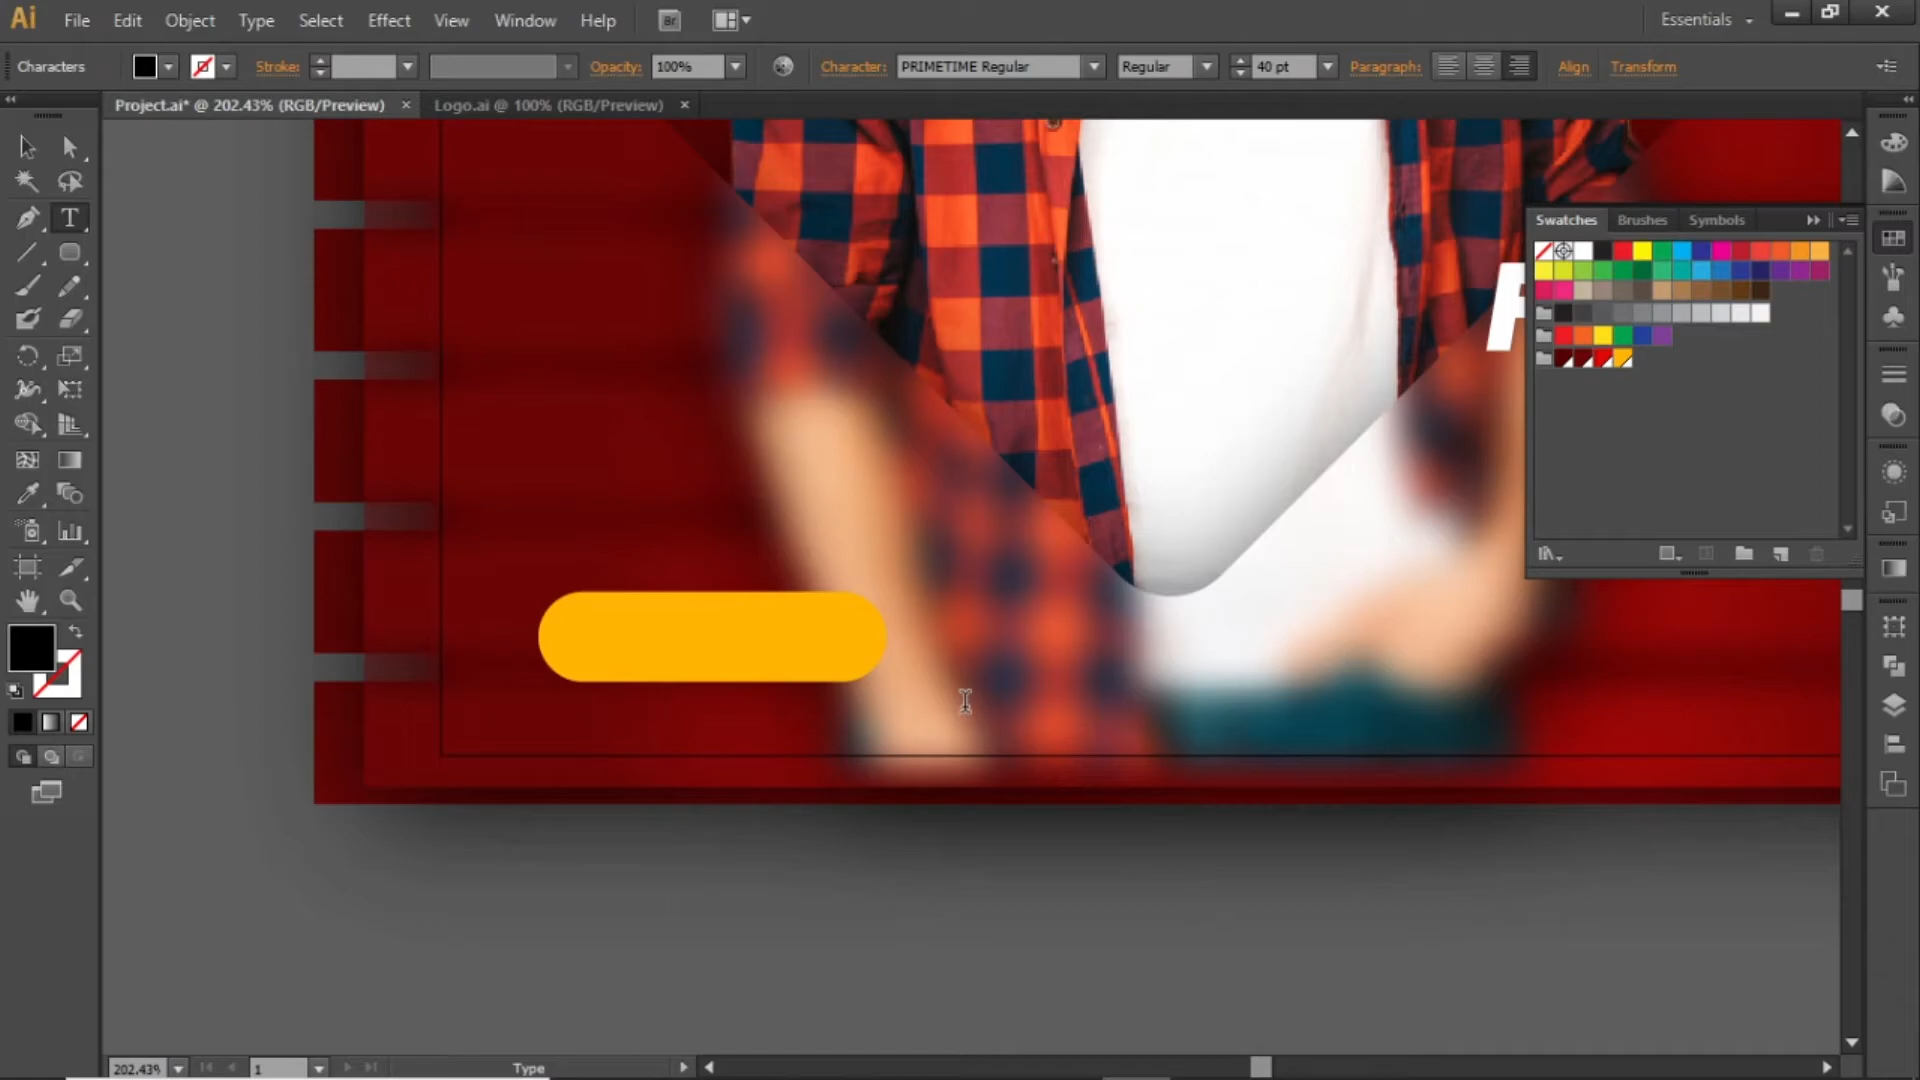 Ai File Edit Object Select Effect View Window Help Br Essentials
Characters Stroke: Opacity: 100% Character: PRIMETIME Regular Regular 40 pt Paragraph: Align Transform
Project.ai* @ 202.43% (RGB/Preview) × Logo.ai @ 100% (RGB/Preview) ×
Swatches Brushes Symbols
202.43% 1 Type